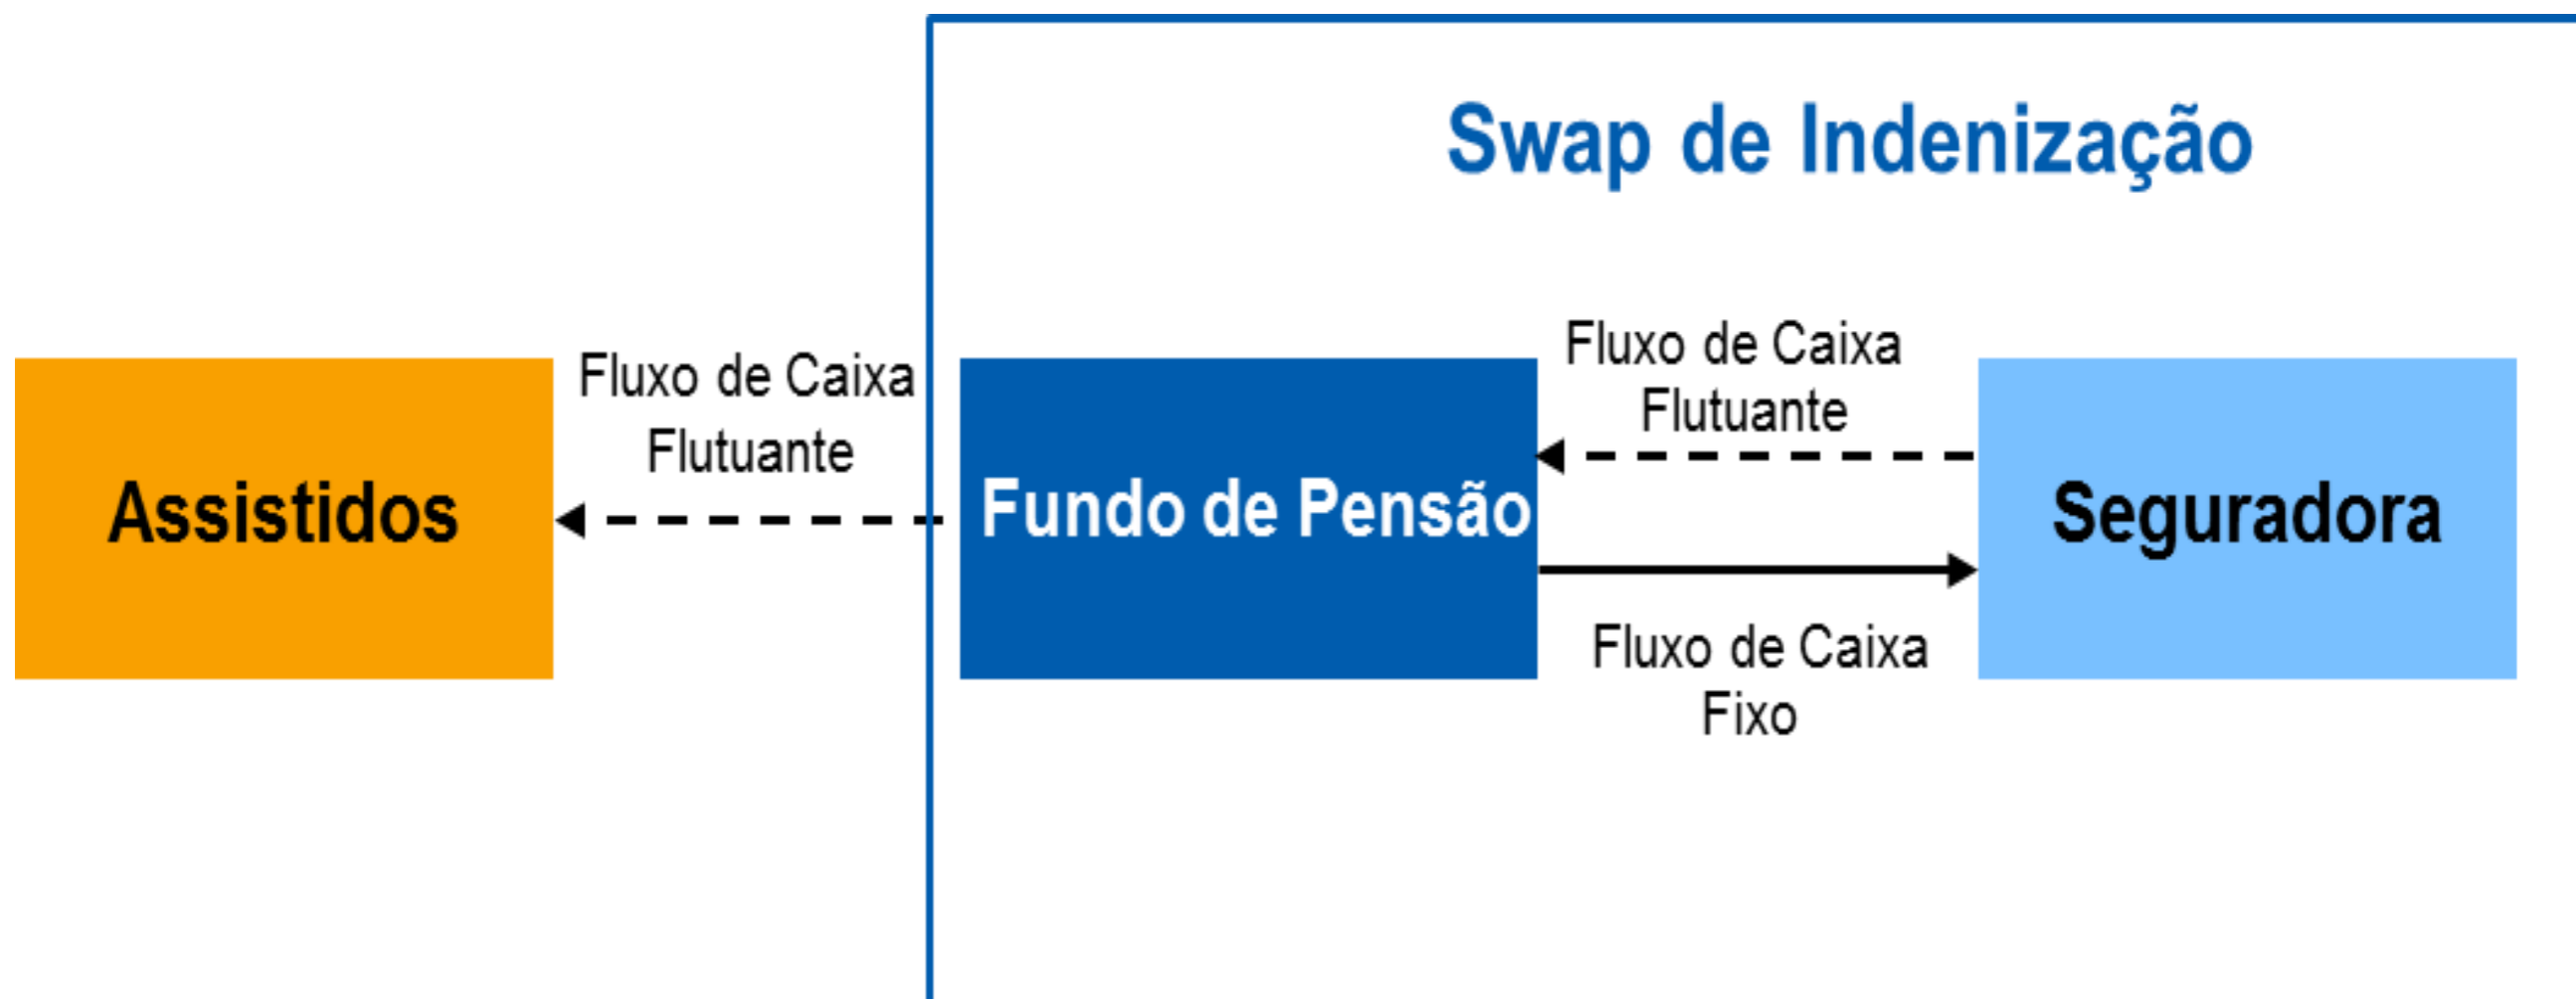 Swap de Indenização
Fluxo de Caixa
Flutuante
Assistidos
Fundo de Pensão
Fluxo de Caixa
Flutuante
Seguradora
Fluxo de Caixa
Fixo